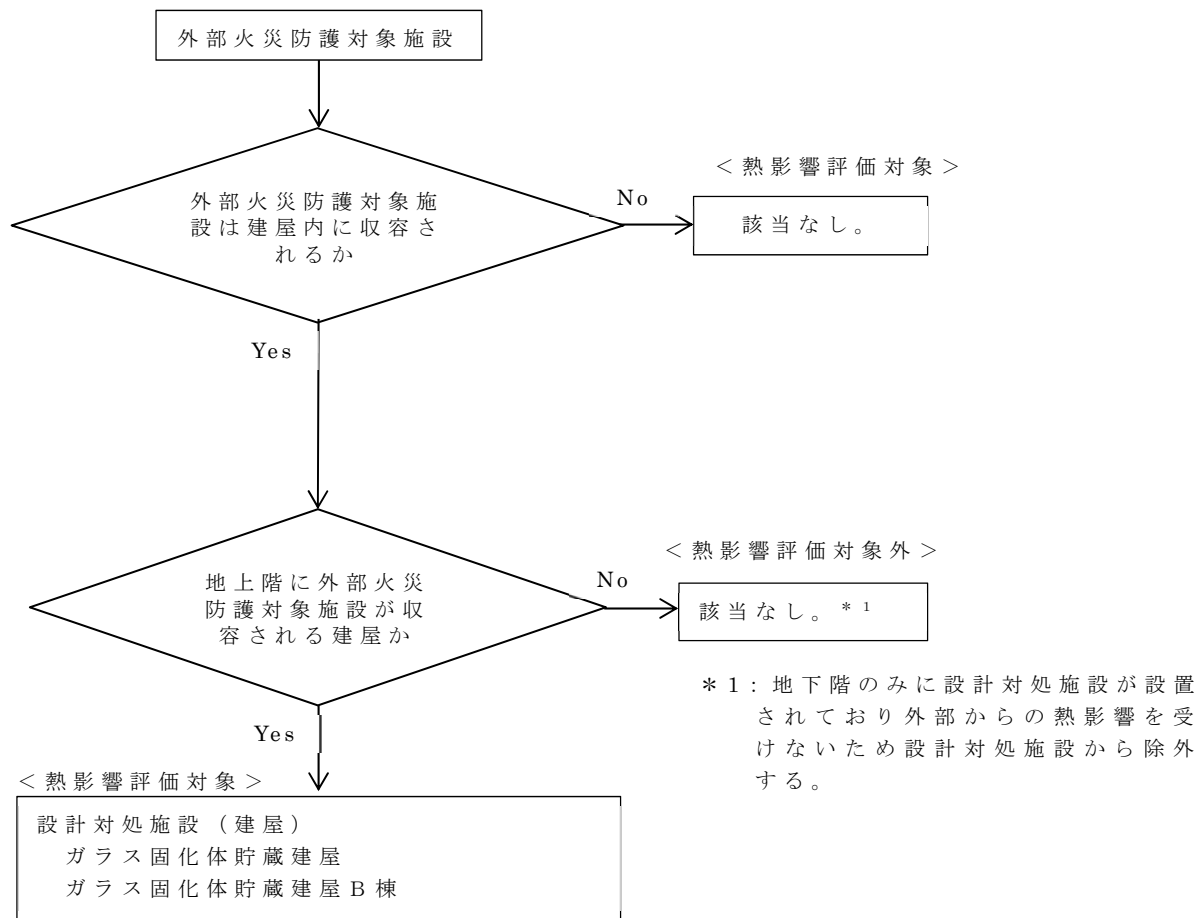 外部火災防護対象施設
外部火災防護対象施
設は建屋内に収容さ
れるか
No
＜熱影響評価対象＞
該当なし。
Yes
地上階に外部火災
防護対象施設が収
容される建屋か
No
＜熱影響評価対象外＞
該当なし。＊1
＊1：地下階のみに設計対処施設が設置
されており外部からの熱影響を受
けないため設計対処施設から除外
する。
Yes
＜熱影響評価対象＞
設計対処施設（建屋）
ガラス固化体貯蔵建屋
ガラス固化体貯蔵建屋B棟